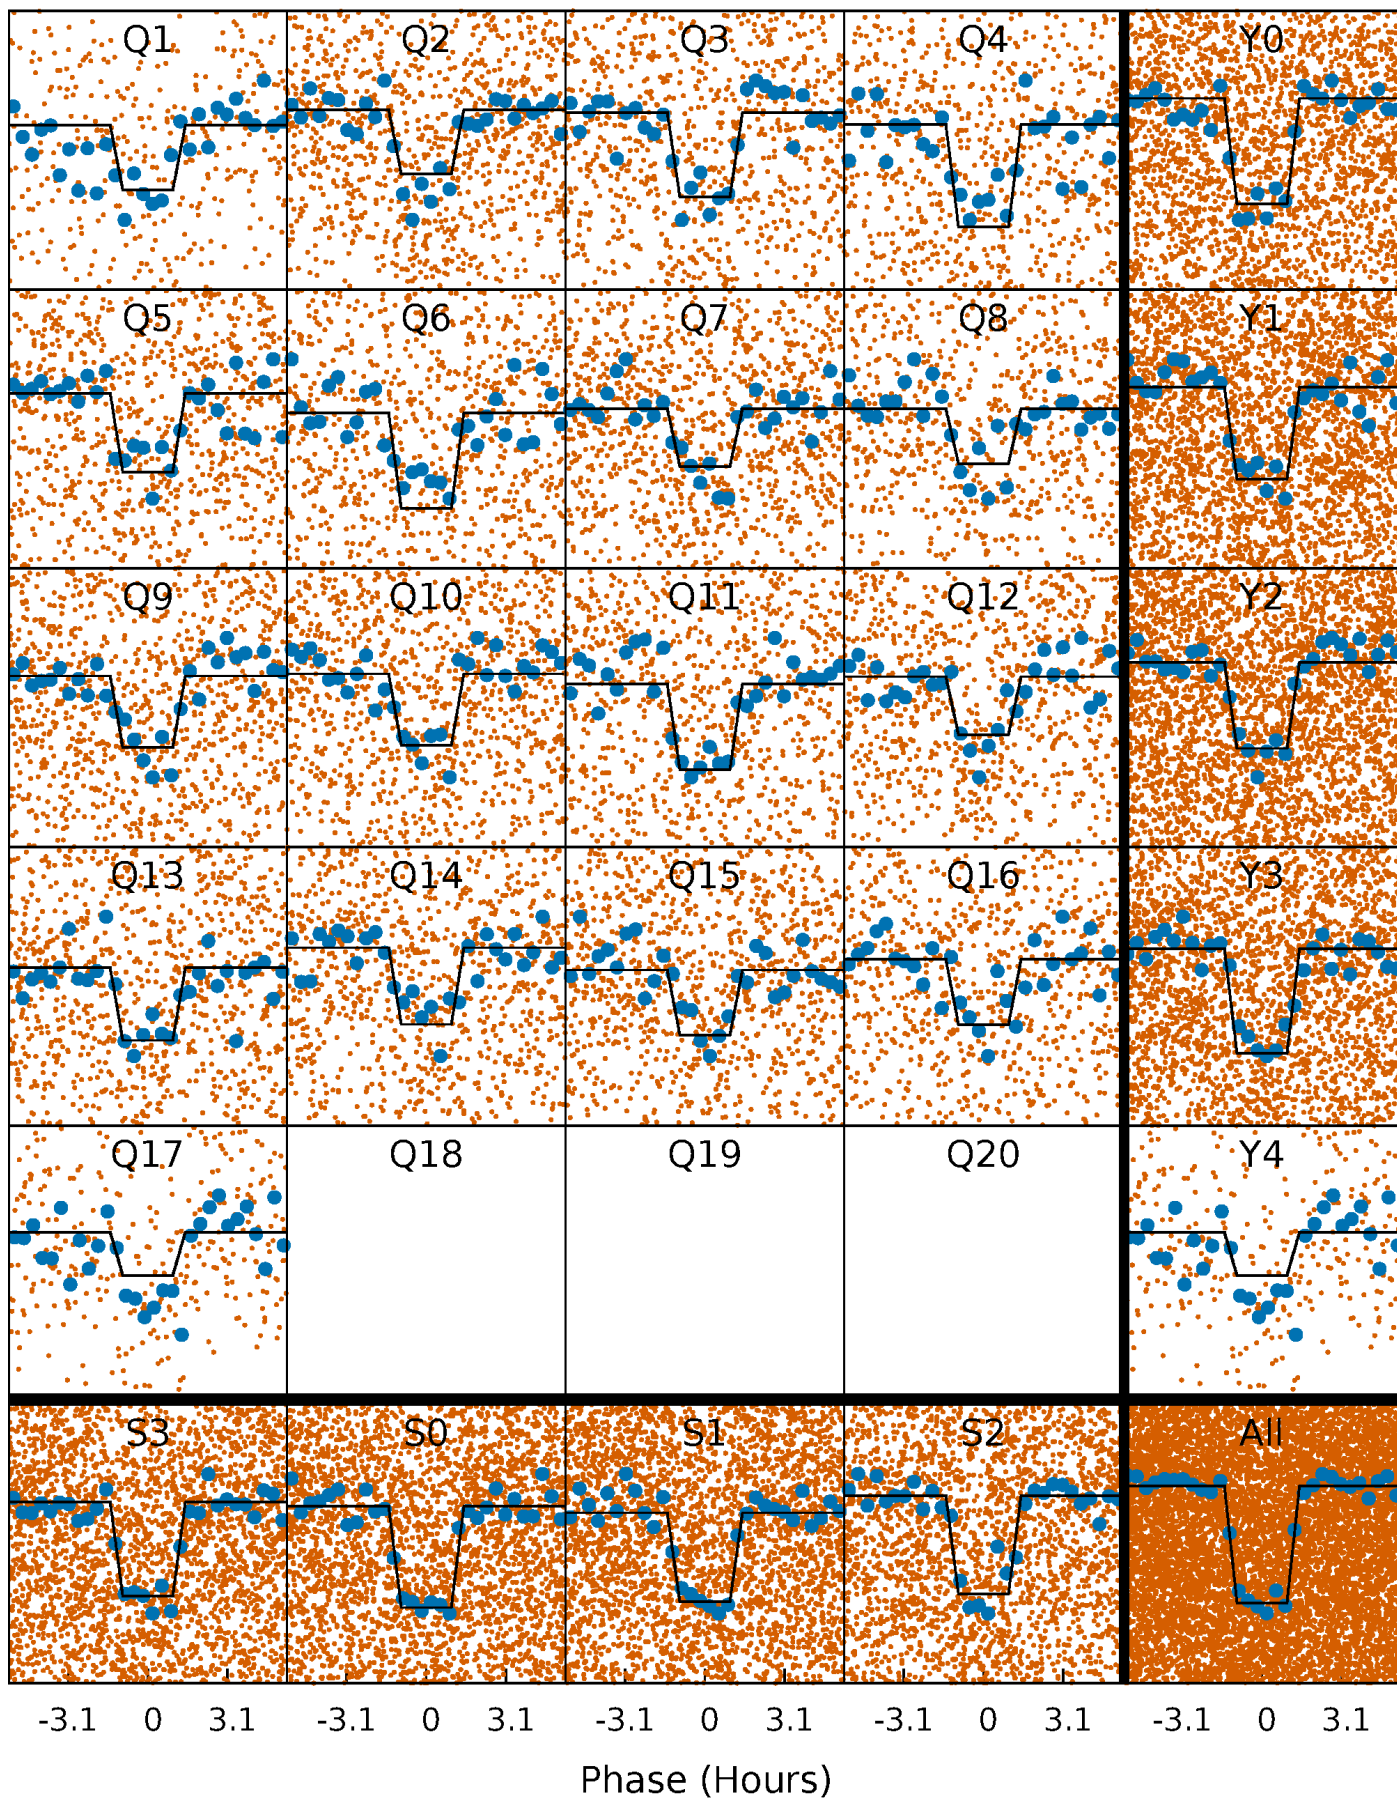 Q1 Q2 Q3 Q4 Y0
Q5 Q6 Q7 Q8 Y1
Q9 Q10 Q11 Q12 Y2
Q13 Q14 Q15 Q16 Y3
Q17 Q18 Q19 Q20 Y4
S3 S0 S1 S2 All
-3.1 0 3.1 -3.1 0 3.1 -3.1 0 3.1 -3.1 0 3.1 -3.1 0 3.1
Phase (Hours)